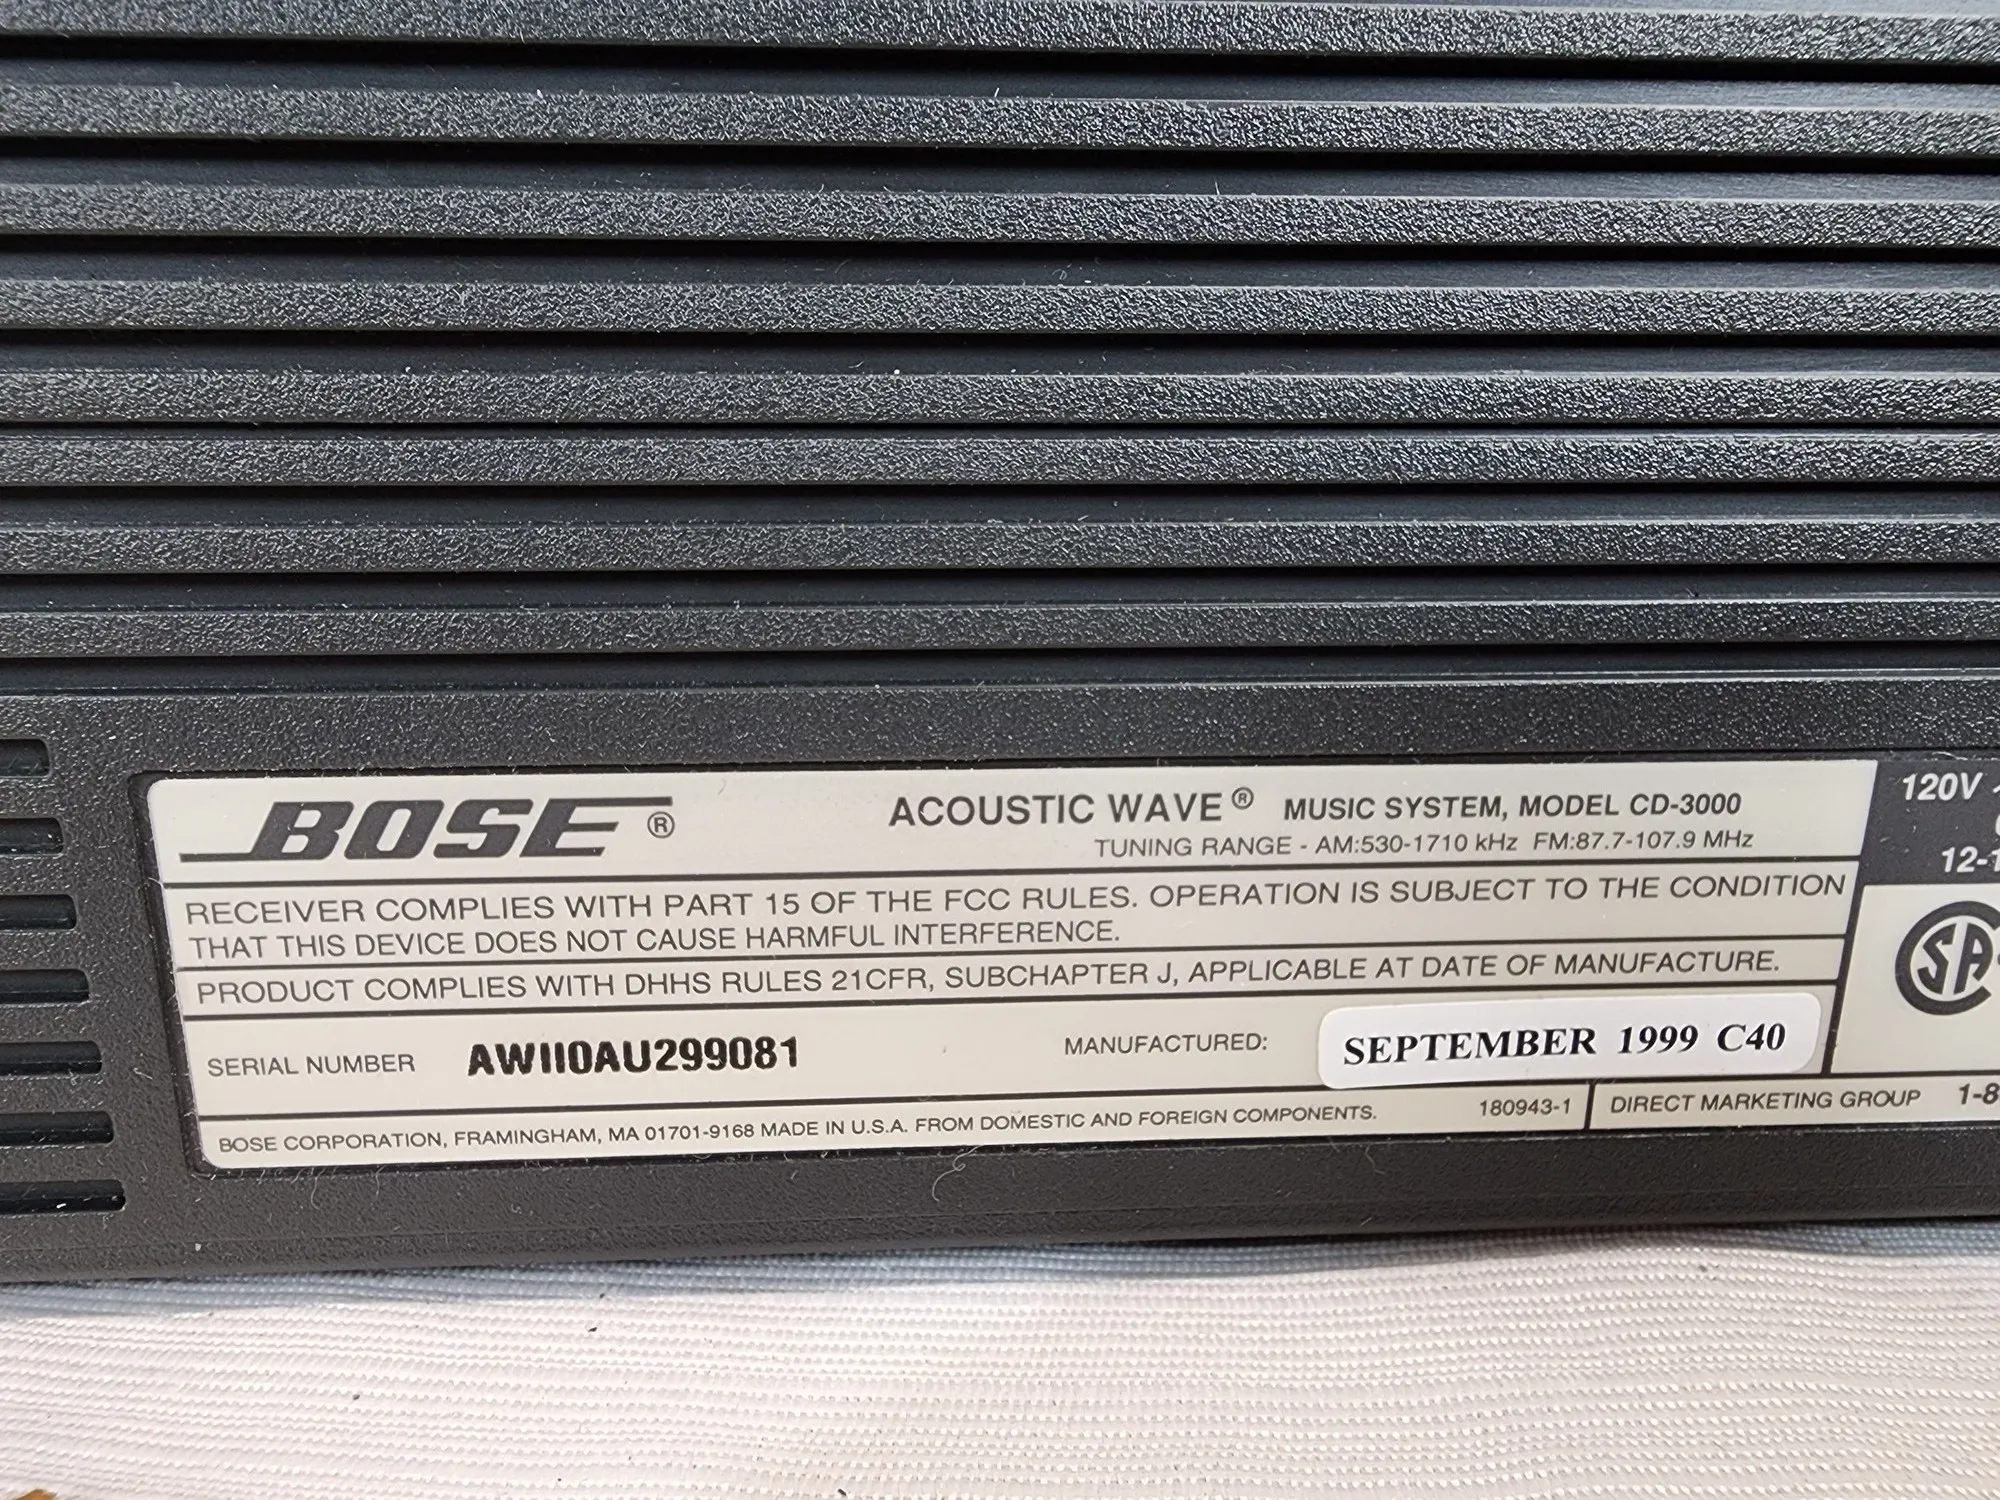 BOSE®
ACOUSTIC WAVE® MUSIC SYSTEM, MODEL CD-3000
TUNING RANGE - AM:530-1710 kHz FM:87.7-107.9 MHz
120V
12-1
RECEIVER COMPLIES WITH PART 15 OF THE FCC RULES. OPERATION IS SUBJECT TO THE CONDITION
THAT THIS DEVICE DOES NOT CAUSE HARMFUL INTERFERENCE.
PRODUCT COMPLIES WITH DHHS RULES 21CFR, SUBCHAPTER J, APPLICABLE AT DATE OF MANUFACTURE.
SA
SERIAL NUMBER AW110AU299081 MANUFACTURED: SEPTEMBER 1999 C40
BOSE CORPORATION, FRAMINGHAM, MA 01701-9168 MADE IN U.S.A. FROM DOMESTIC AND FOREIGN COMPONENTS. 180943-1
DIRECT MARKETING GROUP 1-8